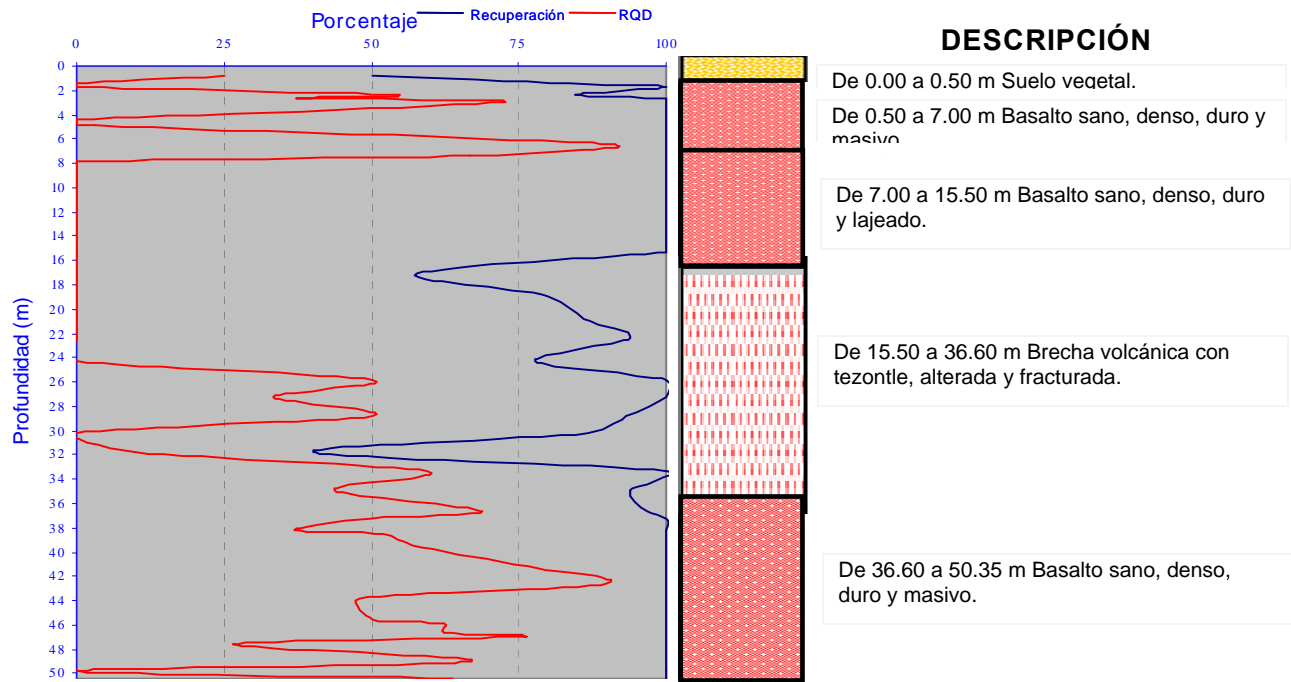 Porcentaje
Recuperación
RQD
0 25 50 75 100
Profundidad (m)
0
2
4
6
8
10
12
14
16
18
20
22
24
26
28
30
32
34
36
38
40
42
44
46
48
50
DESCRIPCIÓN
De 0.00 a 0.50 m Suelo vegetal.
De 0.50 a 7.00 m Basalto sano, denso, duro y
masivo
De 7.00 a 15.50 m Basalto sano, denso, duro
y lajeado.
De 15.50 a 36.60 m Brecha volcánica con
tezontle, alterada y fracturada.
De 36.60 a 50.35 m Basalto sano, denso,
duro y masivo.